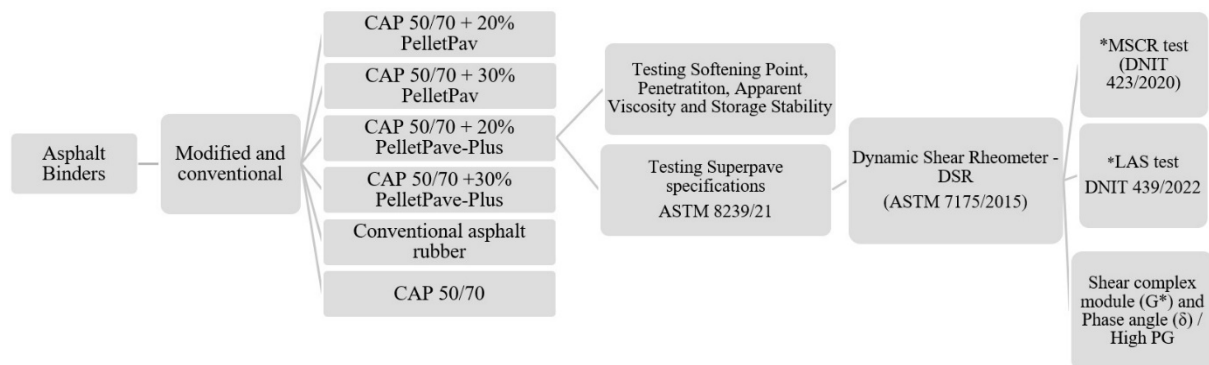 Asphalt
Binders
Modified and
conventional
CAP 50/70 + 20%
PelletPav
CAP 50/70 + 30%
PelletPav
CAP 50/70 + 20%
PelletPave-Plus
CAP 50/70 +30%
PelletPave-Plus
Conventional asphalt
rubber
CAP 50/70
Testing Softening Point,
Penetratiton, Apparent
Viscosity and Storage Stability
Testing Superpave
specifications
ASTM 8239/21
Dynamic Shear Rheometer -
DSR
(ASTM 7175/2015)
*MSCR test
(DNIT
423/2020)
*LAS test
DNIT 439/2022
Shear complex
module (G*) and
Phase angle (δ) /
High PG